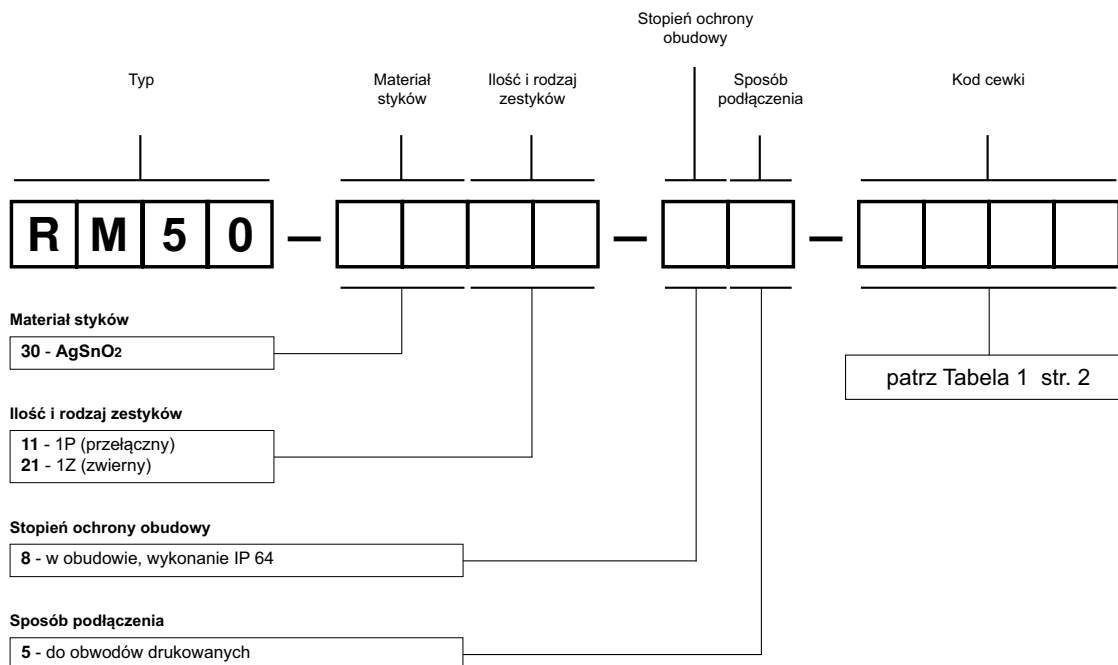 Stopień ochrony
obudowy
Typ
Materiał
styków
Ilość i rodzaj
zestyków
Sposób
podłączenia
Kod cewki
R M 5 0 – – –
Materiał styków
30 - AgSnO2
patrz Tabela 1 str. 2
Ilość i rodzaj zestyków
11 - 1P (przełączny)
21 - 1Z (zwierny)
Stopień ochrony obudowy
8 - w obudowie, wykonanie IP 64
Sposób podłączenia
5 - do obwodów drukowanych